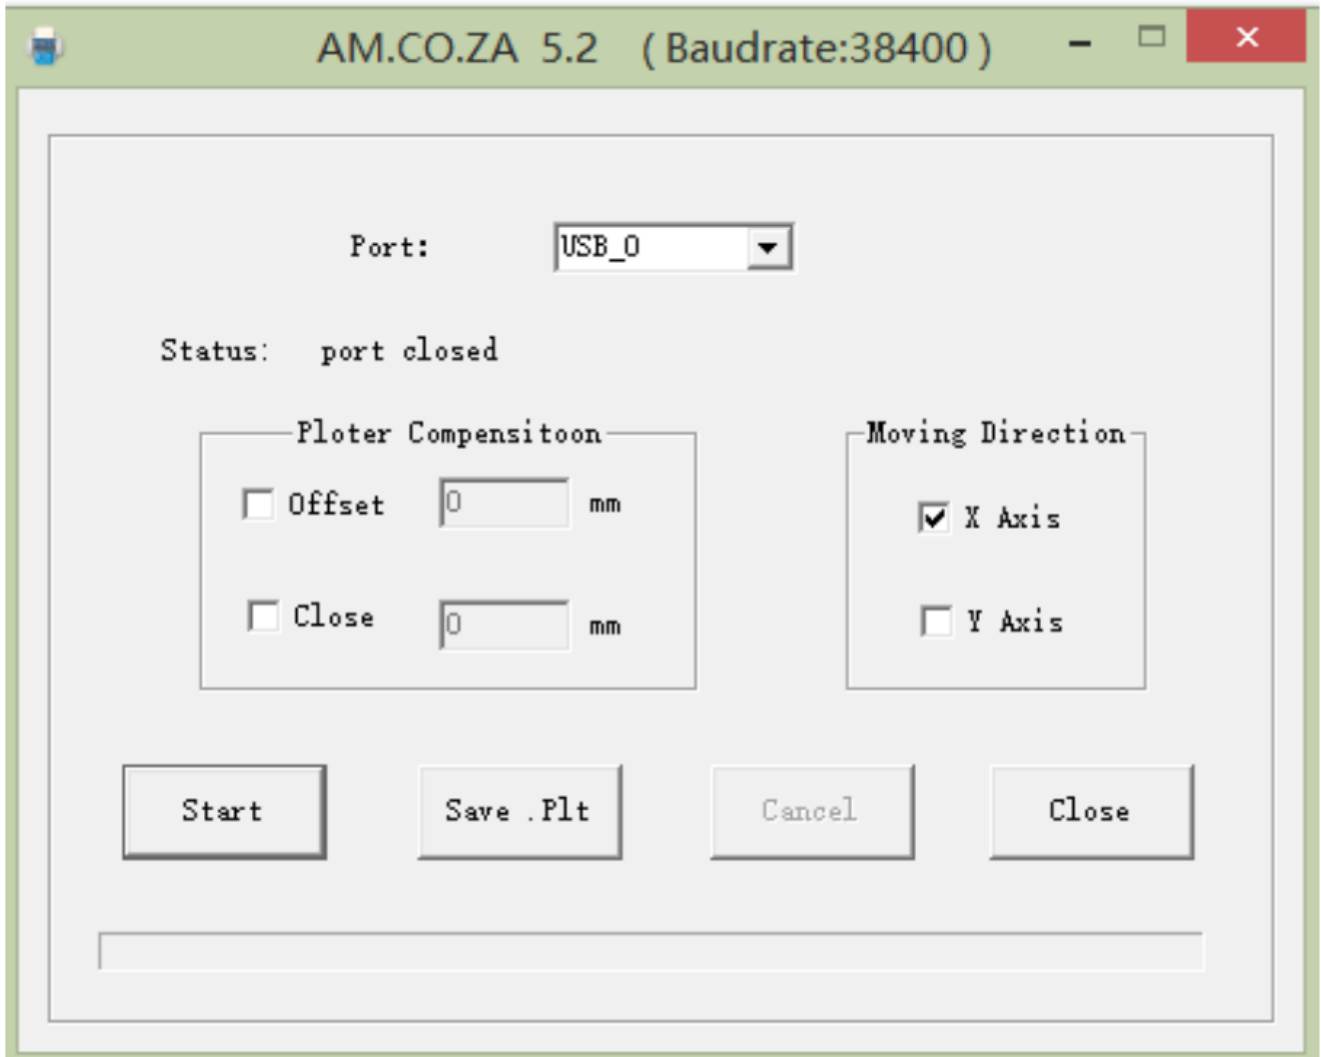 AM.CO.ZA 5.2 (Baudrate:38400)
Port: USB_0
Status: port closed
Ploter Compensitoon
Offset 0 mm
Close 0 mm
Moving Direction
X Axis
Y Axis
Start Save .Plt Cancel Close